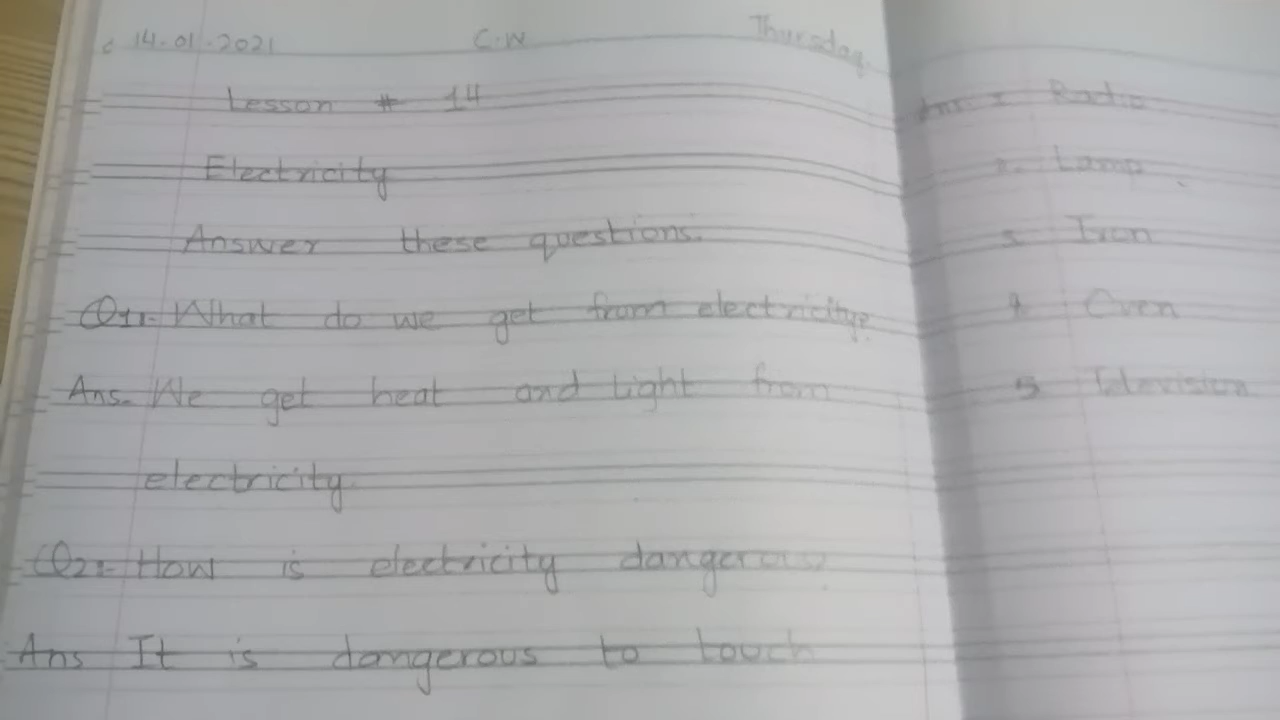 14.01.2021 C.W Thursday
Lesson # 14
Electricity
Answer these questions.
Q1:- What do we get from electricity?
Ans. We get heat and light from
electricity.
Q2:- How is electricity dangerous
Ans It is dangerous to touch
Ans. 1 Radio
2. Lamp
3 Iron
4 Oven
5 Television